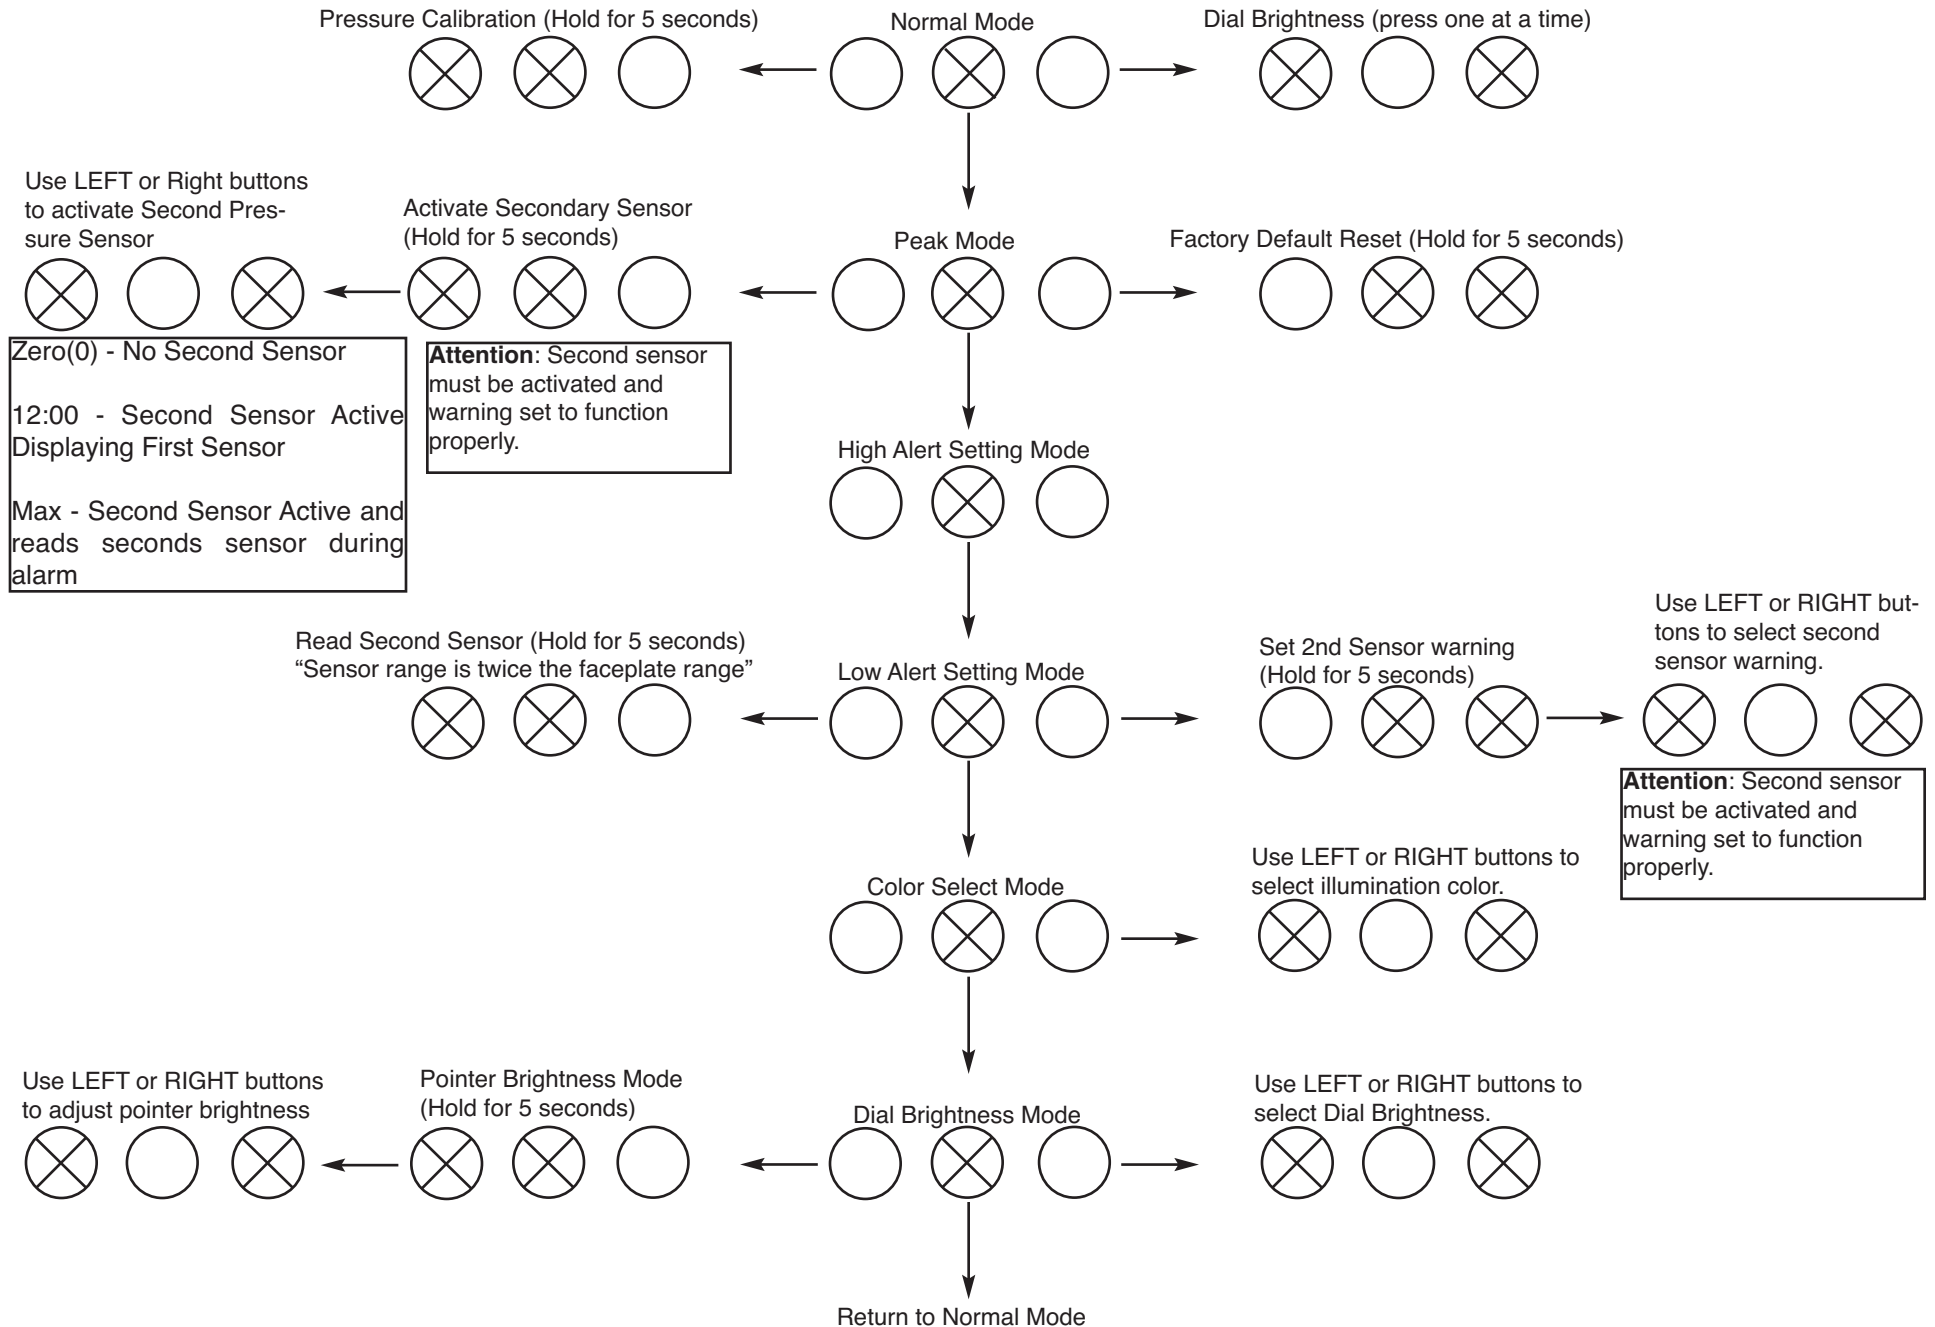 Pressure Calibration (Hold for 5 seconds)
Normal Mode
Dial Brightness (press one at a time)
Use LEFT or Right buttons
to activate Second Pres-
sure Sensor
Activate Secondary Sensor
(Hold for 5 seconds)
Peak Mode
Factory Default Reset (Hold for 5 seconds)
Zero(0) - No Second Sensor
12:00 - Second Sensor Active
Displaying First Sensor
Max - Second Sensor Active and
reads seconds sensor during
alarm
Attention: Second sensor
must be activated and
warning set to function
properly.
High Alert Setting Mode
Read Second Sensor (Hold for 5 seconds)
“Sensor range is twice the faceplate range”
Low Alert Setting Mode
Set 2nd Sensor warning
(Hold for 5 seconds)
Use LEFT or RIGHT but-
tons to select second
sensor warning.
Attention: Second sensor
must be activated and
warning set to function
properly.
Color Select Mode
Use LEFT or RIGHT buttons to
select illumination color.
Use LEFT or RIGHT buttons
to adjust pointer brightness
Pointer Brightness Mode
(Hold for 5 seconds)
Dial Brightness Mode
Use LEFT or RIGHT buttons to
select Dial Brightness.
Return to Normal Mode